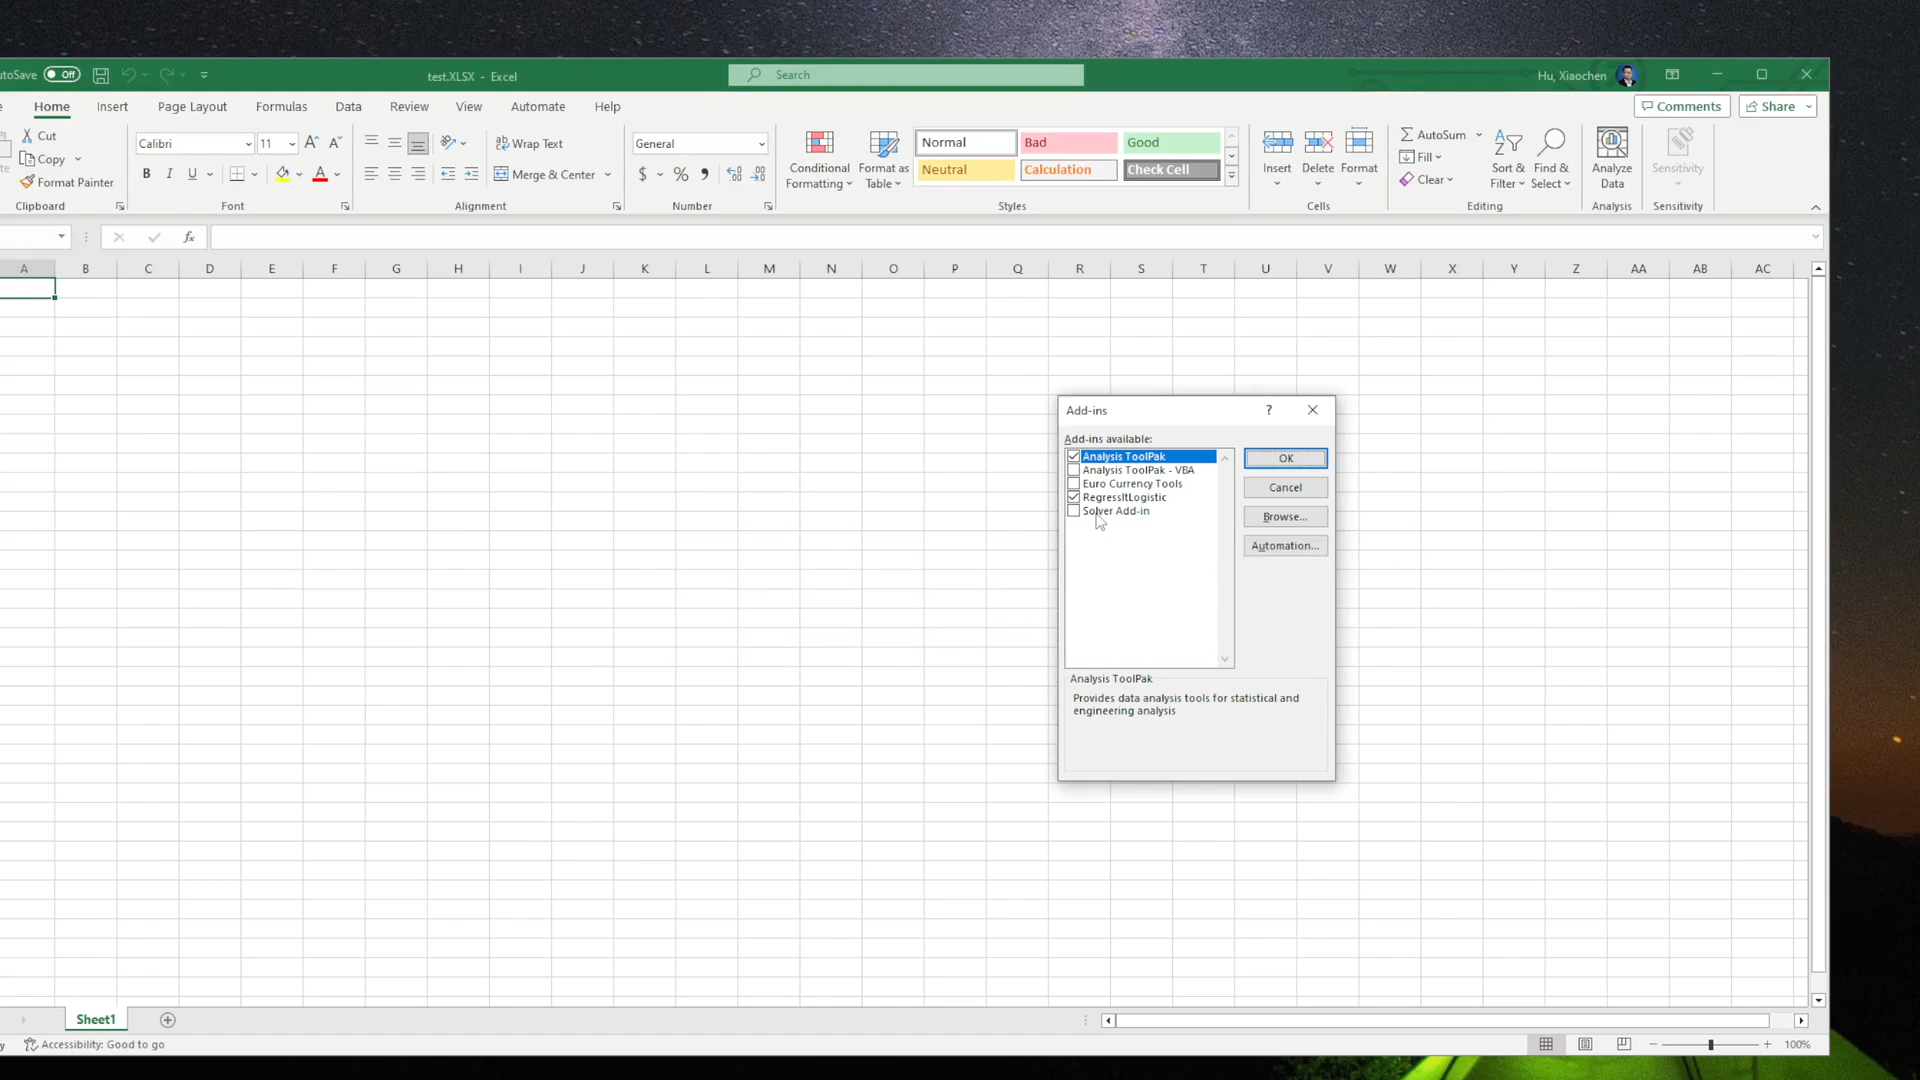 utoSave Off test.XLSX - Excel Search Hu, Xiaochen
Home Insert Page Layout Formulas Data Review View Automate Help Comments Share
Cut
Copy
Format Painter
Clipboard
Calibri 11
B I U A
Font
Wrap Text
Merge & Center
Alignment
General
$ % 9
Number
Conditional Formatting
Format as Table
Normal Bad Good
Neutral Calculation Check Cell
Styles
Insert Delete Format
Cells
AutoSum
Fill
Clear
Sort & Filter
Find & Select
Editing
Analyze Data
Analysis
Sensitivity
Sensitivity
fx
A B C D E F G H I J K L M N O P Q R S T U V W X Y Z AA AB AC
Add-ins ?
Add-ins available:
Analysis ToolPak
Analysis ToolPak - VBA
Euro Currency Tools
RegressItLogistic
Solver Add-in
OK
Cancel
Browse...
Automation...
Analysis ToolPak
Provides data analysis tools for statistical and
engineering analysis
Sheet1
y Accessibility: Good to go 100%